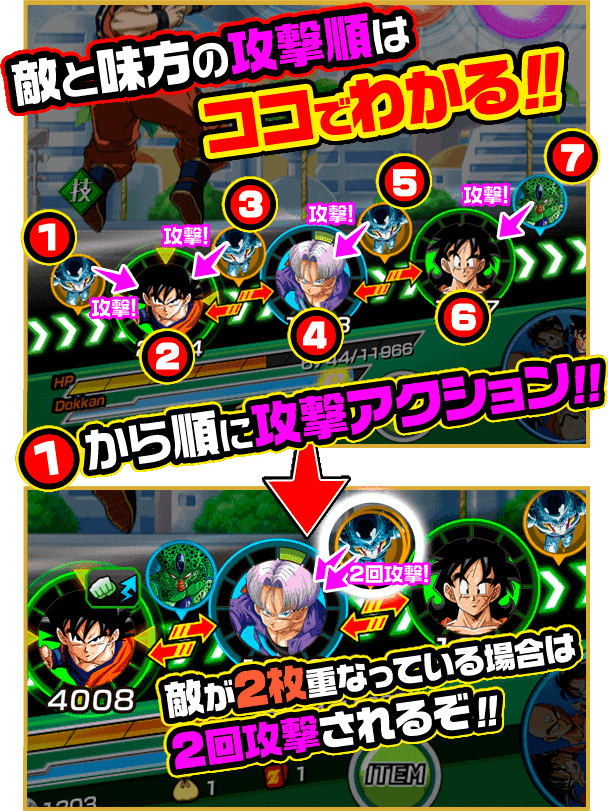 敵と味方の攻撃順は
ココでわかる!!
技
1
攻撃!
攻撃!
2
3
4
攻撃!
5
6
攻撃!
7
HP
Dokkan
/11966
1から順に攻撃アクション!!
2回攻撃!
4008
敵が2枚重なっている場合は
2回攻撃されるぞ!!
1
1
ITEM
1203